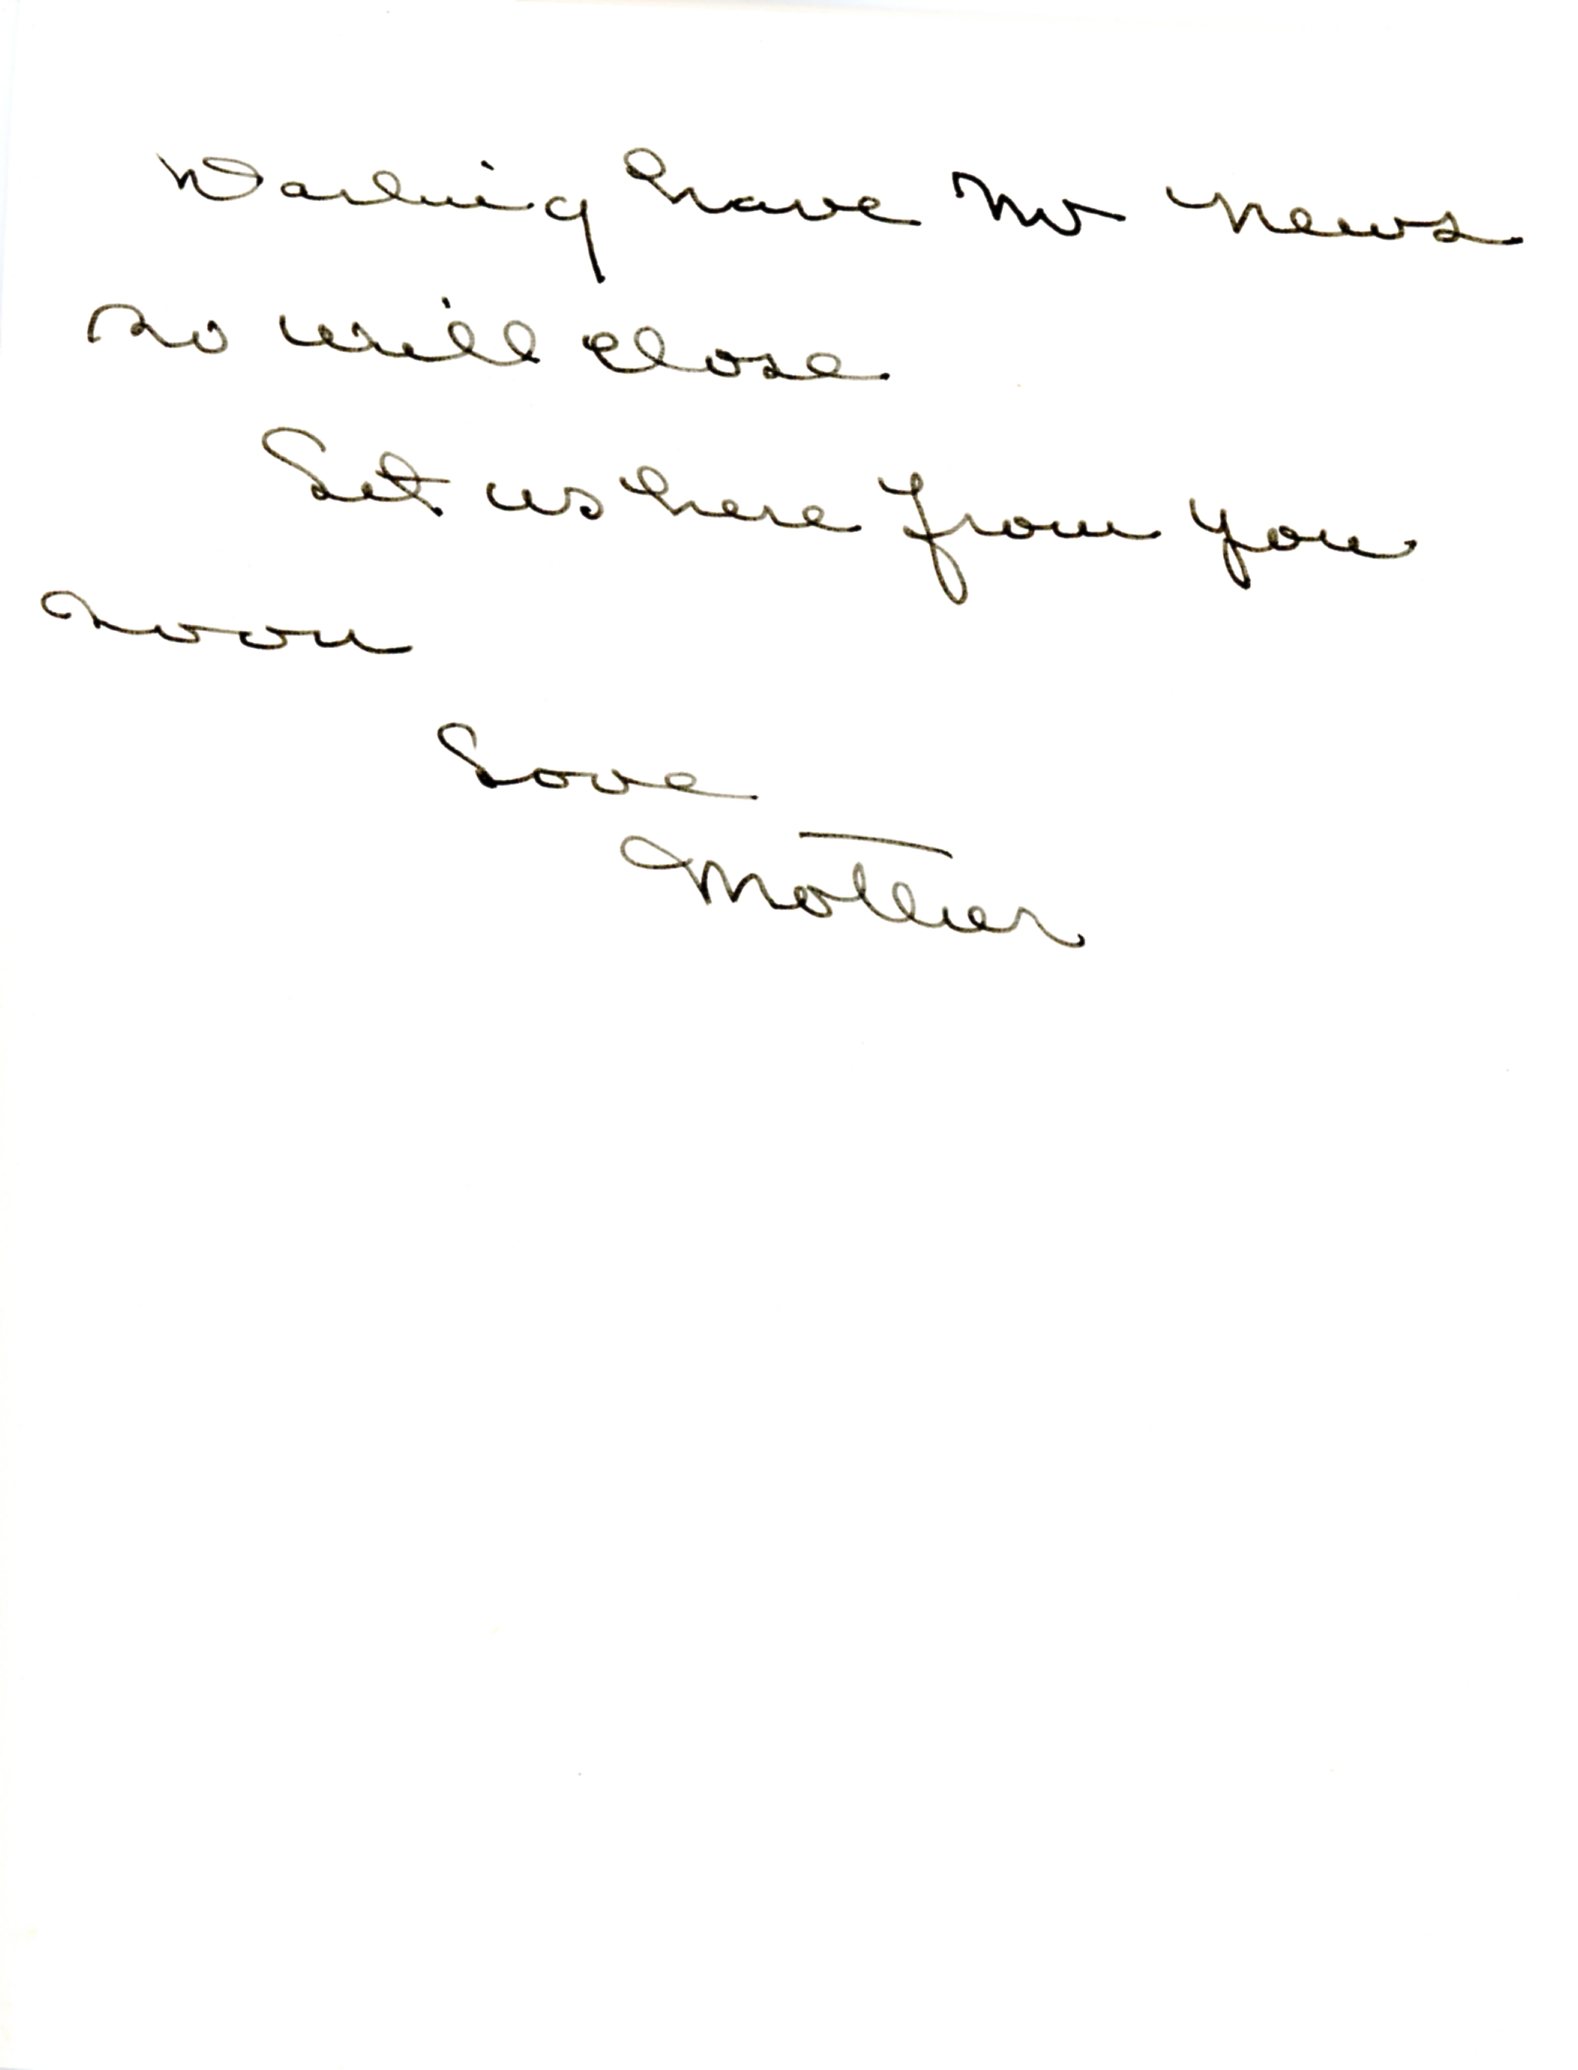 Darling have no news
so will close
Let us here from you
soon
Love
Mother